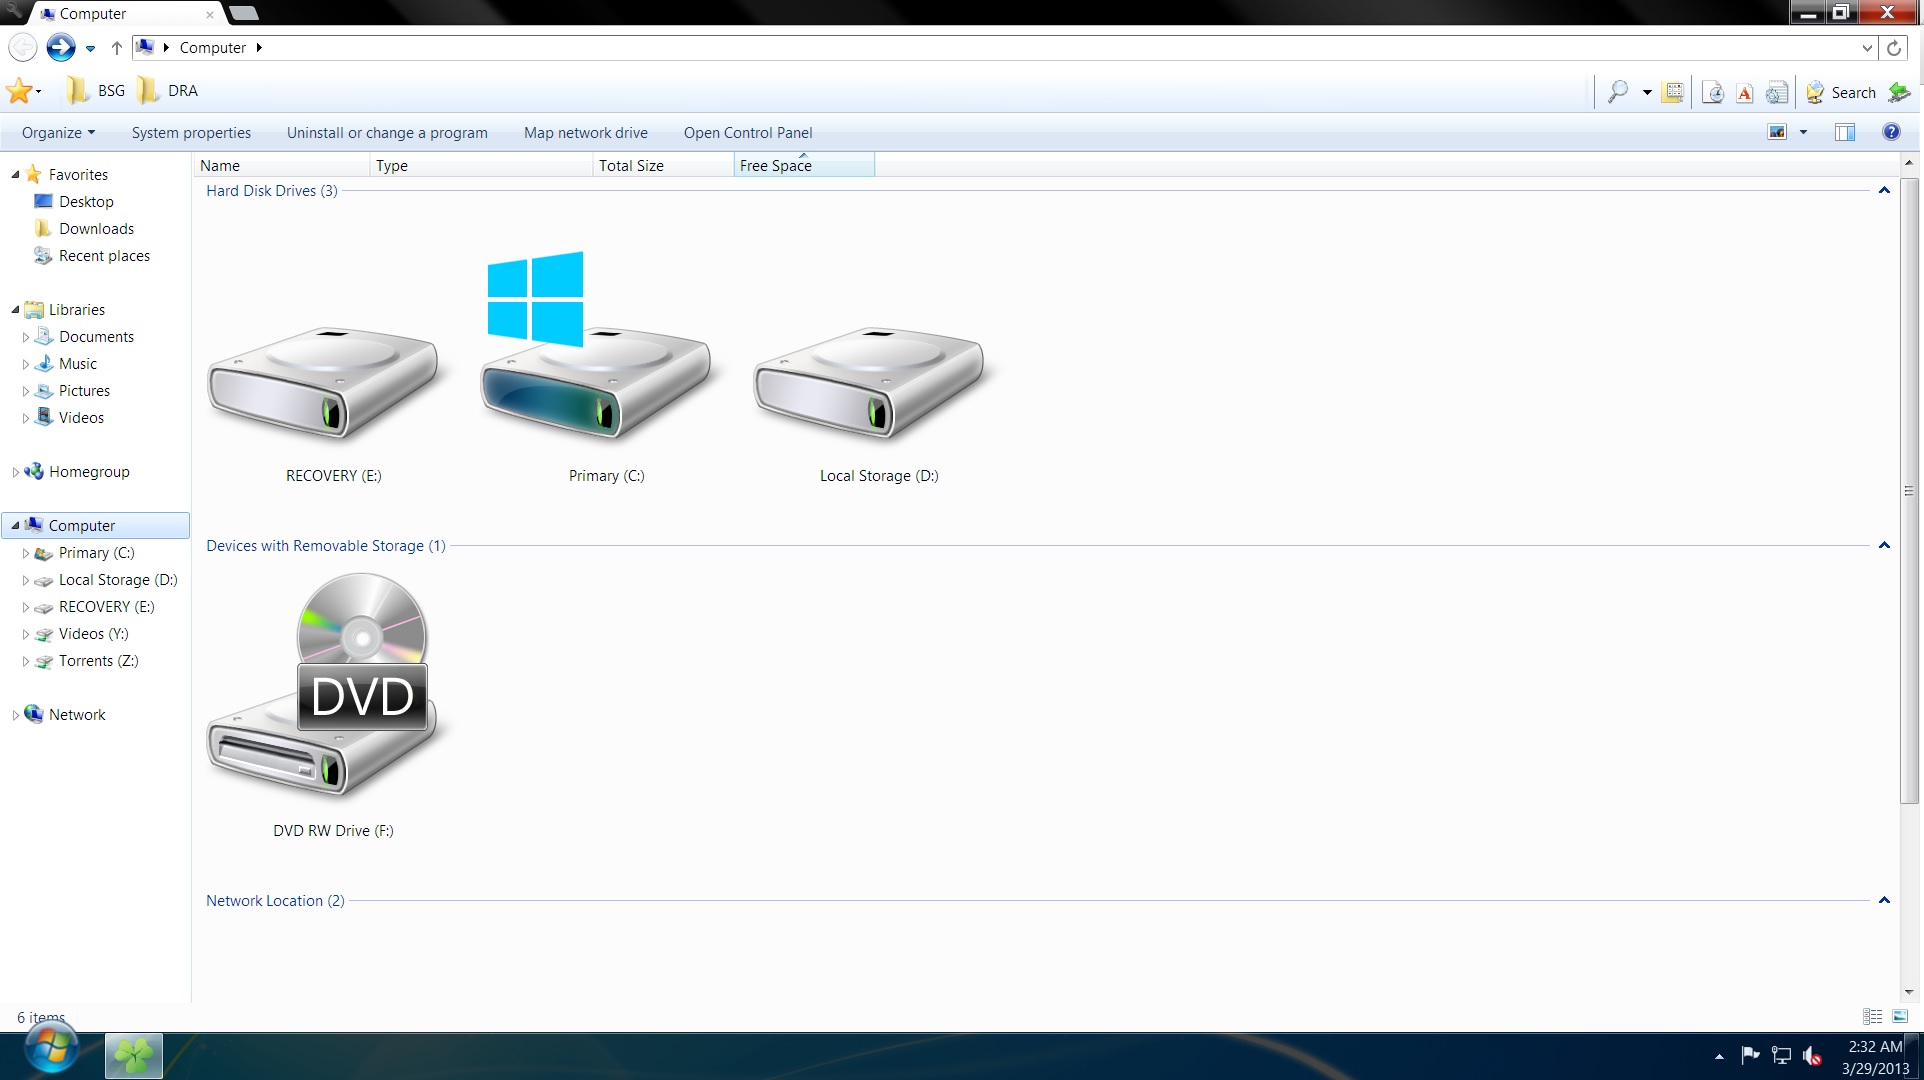 Computer
Computer
BSG DRA
Search
Organize System properties Uninstall or change a program Map network drive Open Control Panel
Name Type Total Size Free Space
Favorites
Desktop
Downloads
Recent places
Libraries
Documents
Music
Pictures
Videos
Homegroup
Computer
Primary (C:)
Local Storage (D:)
RECOVERY (E:)
Videos (Y:)
Torrents (Z:)
Network
Hard Disk Drives (3)
RECOVERY (E:) Primary (C:) Local Storage (D:)
Devices with Removable Storage (1)
DVD
DVD RW Drive (F:)
Network Location (2)
6 items
2:32 AM
3/29/2013